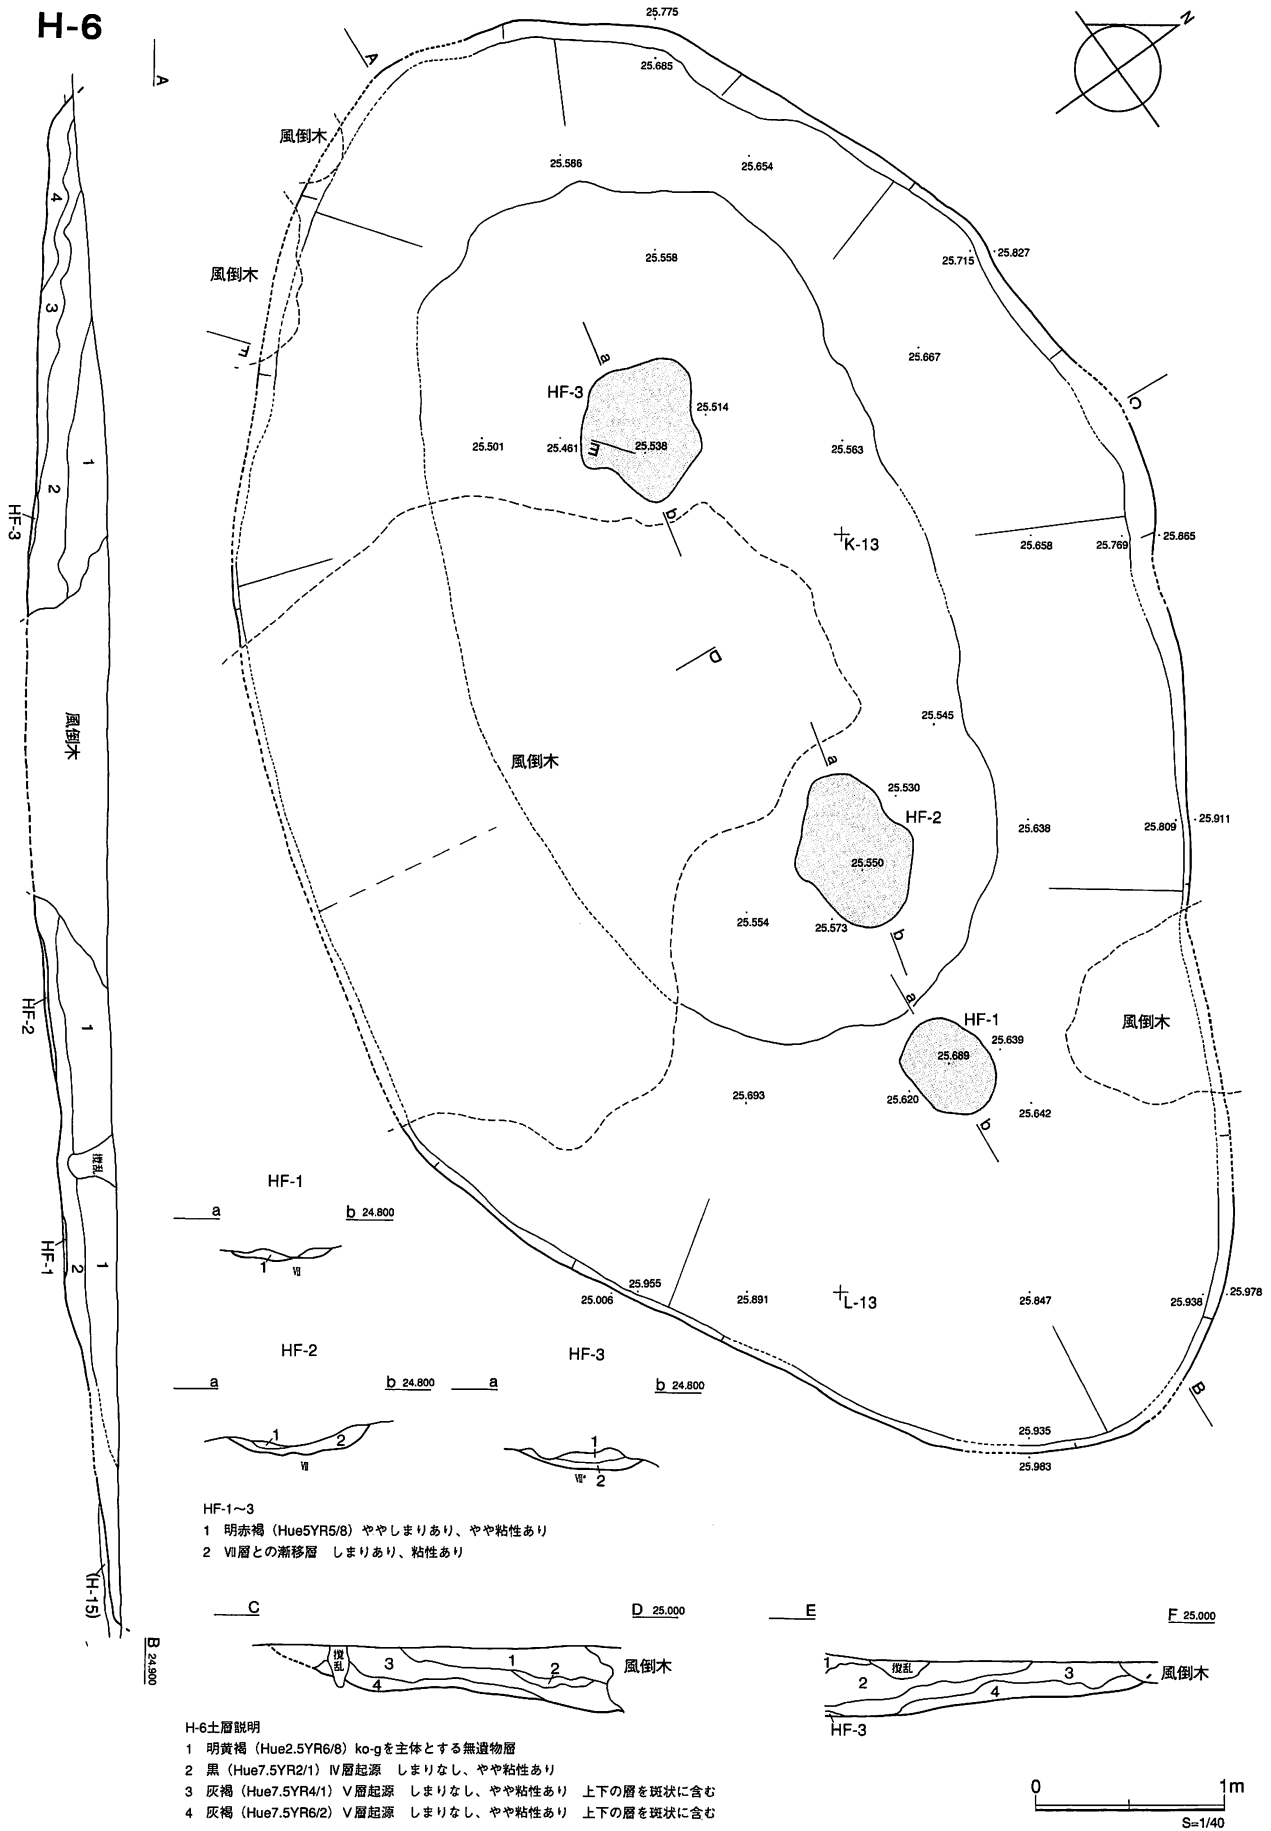 H-6
25.775
N
A
A
25.685
風倒木
25.586
25.654
4
風倒木
25.558
25.715
25.827
3
F
25.667
a
C
HF-3
25.514
25.501
25.461
E
25.538
25.563
1
2
b
HF-3
K-13
25.658
25.769
25.865
D
25.545
風倒木
風倒木
a
25.530
HF-2
25.638
25.809
25.911
25.550
25.554
25.573
b
a
HF-2
1
HF-1
25.639
風倒木
25.689
25.693
25.620
25.642
b
撹乱
HF-1
a
b 24.800
1
Ⅶ
HF-1
2
1
25.955
25.006
25.891
L-13
25.847
25.938
25.978
HF-2
HF-3
a
b 24.800
a
b 24.800
B
1
2
Ⅶ
1
2
Ⅶ
25.935
25.983
HF-1～3
1 明赤褐（Hue5YR5/8）ややしまりあり、やや粘性あり
2 Ⅶ層との漸移層 しまりあり、粘性あり
(H-15)
B 24.900
C
D 25.000
E
F 25.000
撹乱
3
4
1
2
風倒木
1
2
撹乱
3
4
風倒木
HF-3
H-6土層説明
1 明黄褐（Hue2.5YR6/8）ko-gを主体とする無遺物層
2 黒（Hue7.5YR2/1）Ⅳ層起源 しまりなし、やや粘性あり
3 灰褐（Hue7.5YR4/1）Ⅴ層起源 しまりなし、やや粘性あり 上下の層を斑状に含む
4 灰褐（Hue7.5YR6/2）Ⅴ層起源 しまりなし、やや粘性あり 上下の層を斑状に含む
0
1m
S=1/40